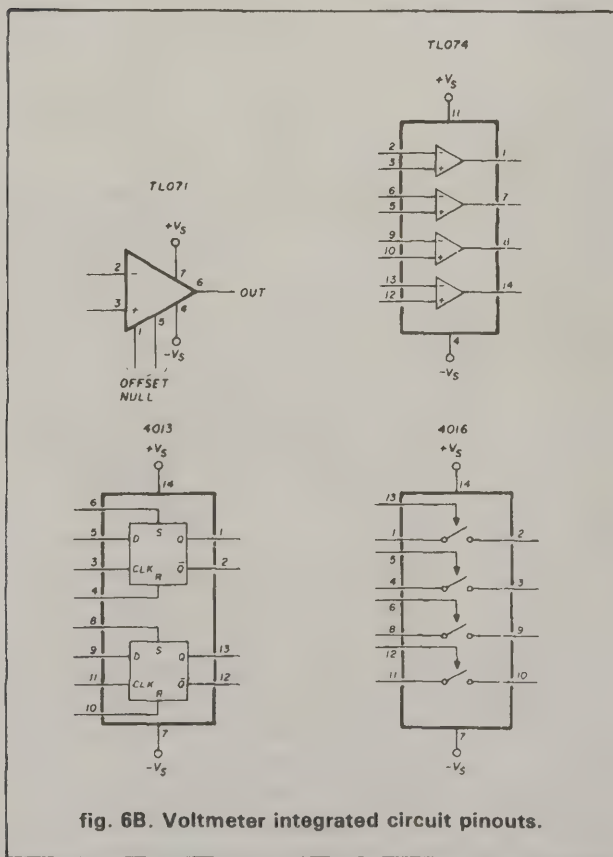 TL074
+Vs
11
2 - 1
3 +
6 - 7
5 +
9 - 11
10 +
13 - 14
12 +
4
-Vs
TL071
+Vs
7
2 - 6 OUT
3 +
1 5 4
-Vs
OFFSET
NULL
4013
+Vs
14
6 S
5 D Q 1
3 CLK Q̅ 2
4 R
8 S
9 D Q 13
11 CLK Q̅ 12
10 R
7
-Vs
4016
+Vs
14
13
1 2
5
4 3
6
8 9
12
11 10
7
-Vs
fig. 6B. Voltmeter integrated circuit pinouts.